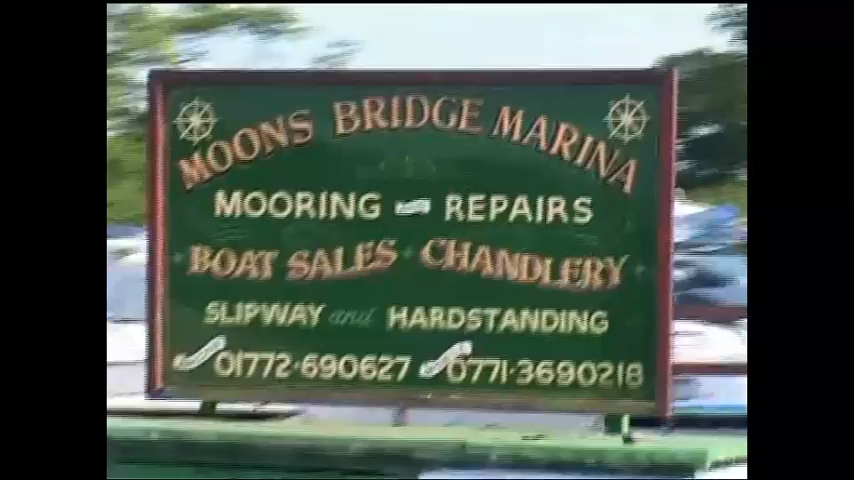 MOONS BRIDGE MARINA
MOORING REPAIRS
BOAT SALES · CHANDLERY
SLIPWAY and HARDSTANDING
01772·690627 0771·3690218